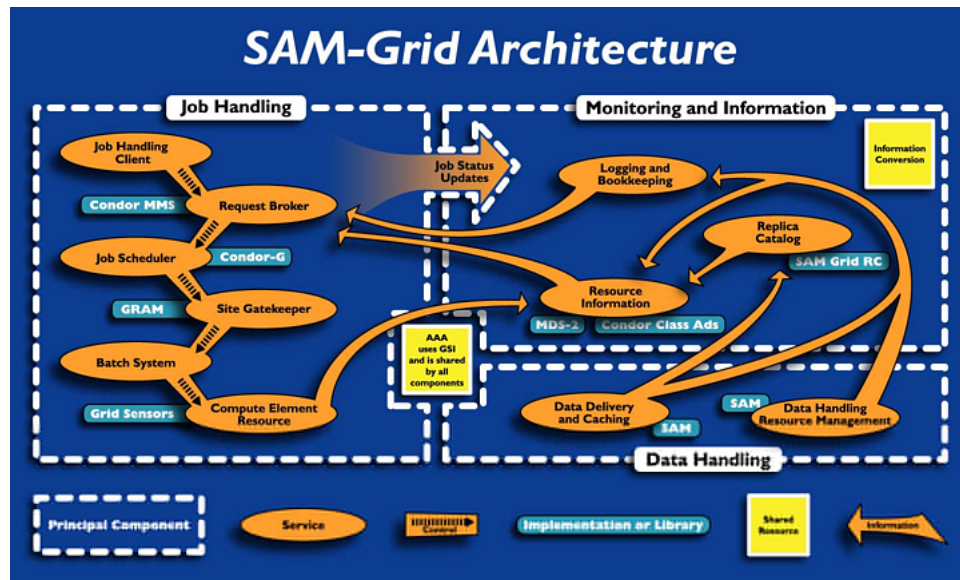 SAM-Grid Architecture
Job Handling
Monitoring and Information
Job Handling
Client
Condor MMS
Request Broker
Job Scheduler
Condor-G
GRAM
Site Gatekeeper
Batch System
Grid Sensors
Compute Element
Resource
Job Status
Updates
Logging and
Bookkeeping
Information
Conversion
Replica
Catalog
SAM Grid RC
Resource
Information
MDS-2
Condor Class Ads
AAA
uses GSI
and is shared
by all
components
Data Delivery
and Caching
SAM
SAM
Data Handling
Resource Management
Data Handling
Principal Component
Service
Control
Implementation or Library
Shared
Resource
Information